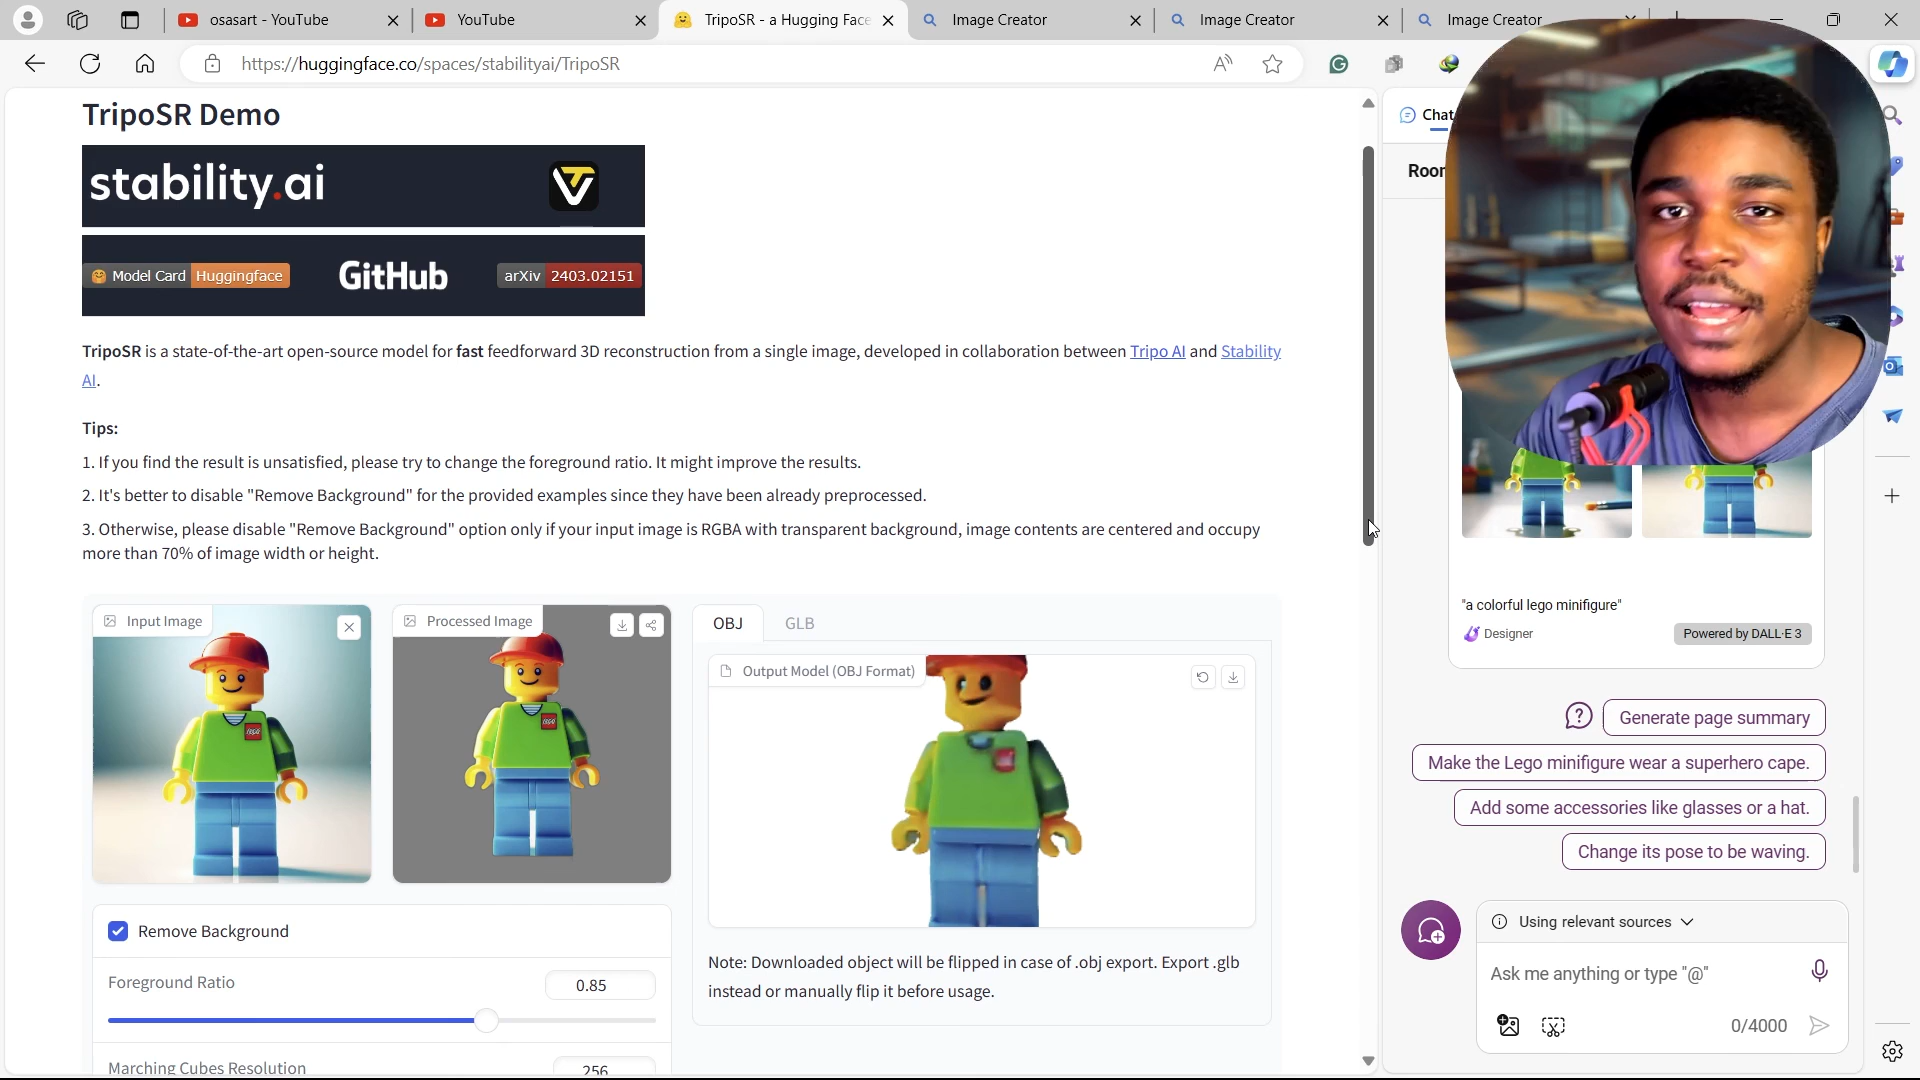 osasart - YouTube
YouTube
TripoSR - a Hugging Face
Image Creator
Image Creator
Image Creator
https://huggingface.co/spaces/stabilityai/TripoSR
TripoSR Demo
stability.ai
Model Card Huggingface
GitHub
arXiv 2403.02151
TripoSR is a state-of-the-art open-source model for fast feedforward 3D reconstruction from a single image, developed in collaboration between Tripo AI and Stability
AI.
Tips:
1. If you find the result is unsatisfied, please try to change the foreground ratio. It might improve the results.
2. It's better to disable "Remove Background" for the provided examples since they have been already preprocessed.
3. Otherwise, please disable "Remove Background" option only if your input image is RGBA with transparent background, image contents are centered and occupy
more than 70% of image width or height.
Input Image
Processed Image
OBJ
GLB
Output Model (OBJ Format)
Note: Downloaded object will be flipped in case of .obj export. Export .glb
instead or manually flip it before usage.
Remove Background
Foreground Ratio
0.85
Marching Cubes Resolution
256
Chat
"a colorful lego minifigure"
Designer
Powered by DALL·E 3
Generate page summary
Make the Lego minifigure wear a superhero cape.
Add some accessories like glasses or a hat.
Change its pose to be waving.
Using relevant sources
Ask me anything or type "@"
0/4000